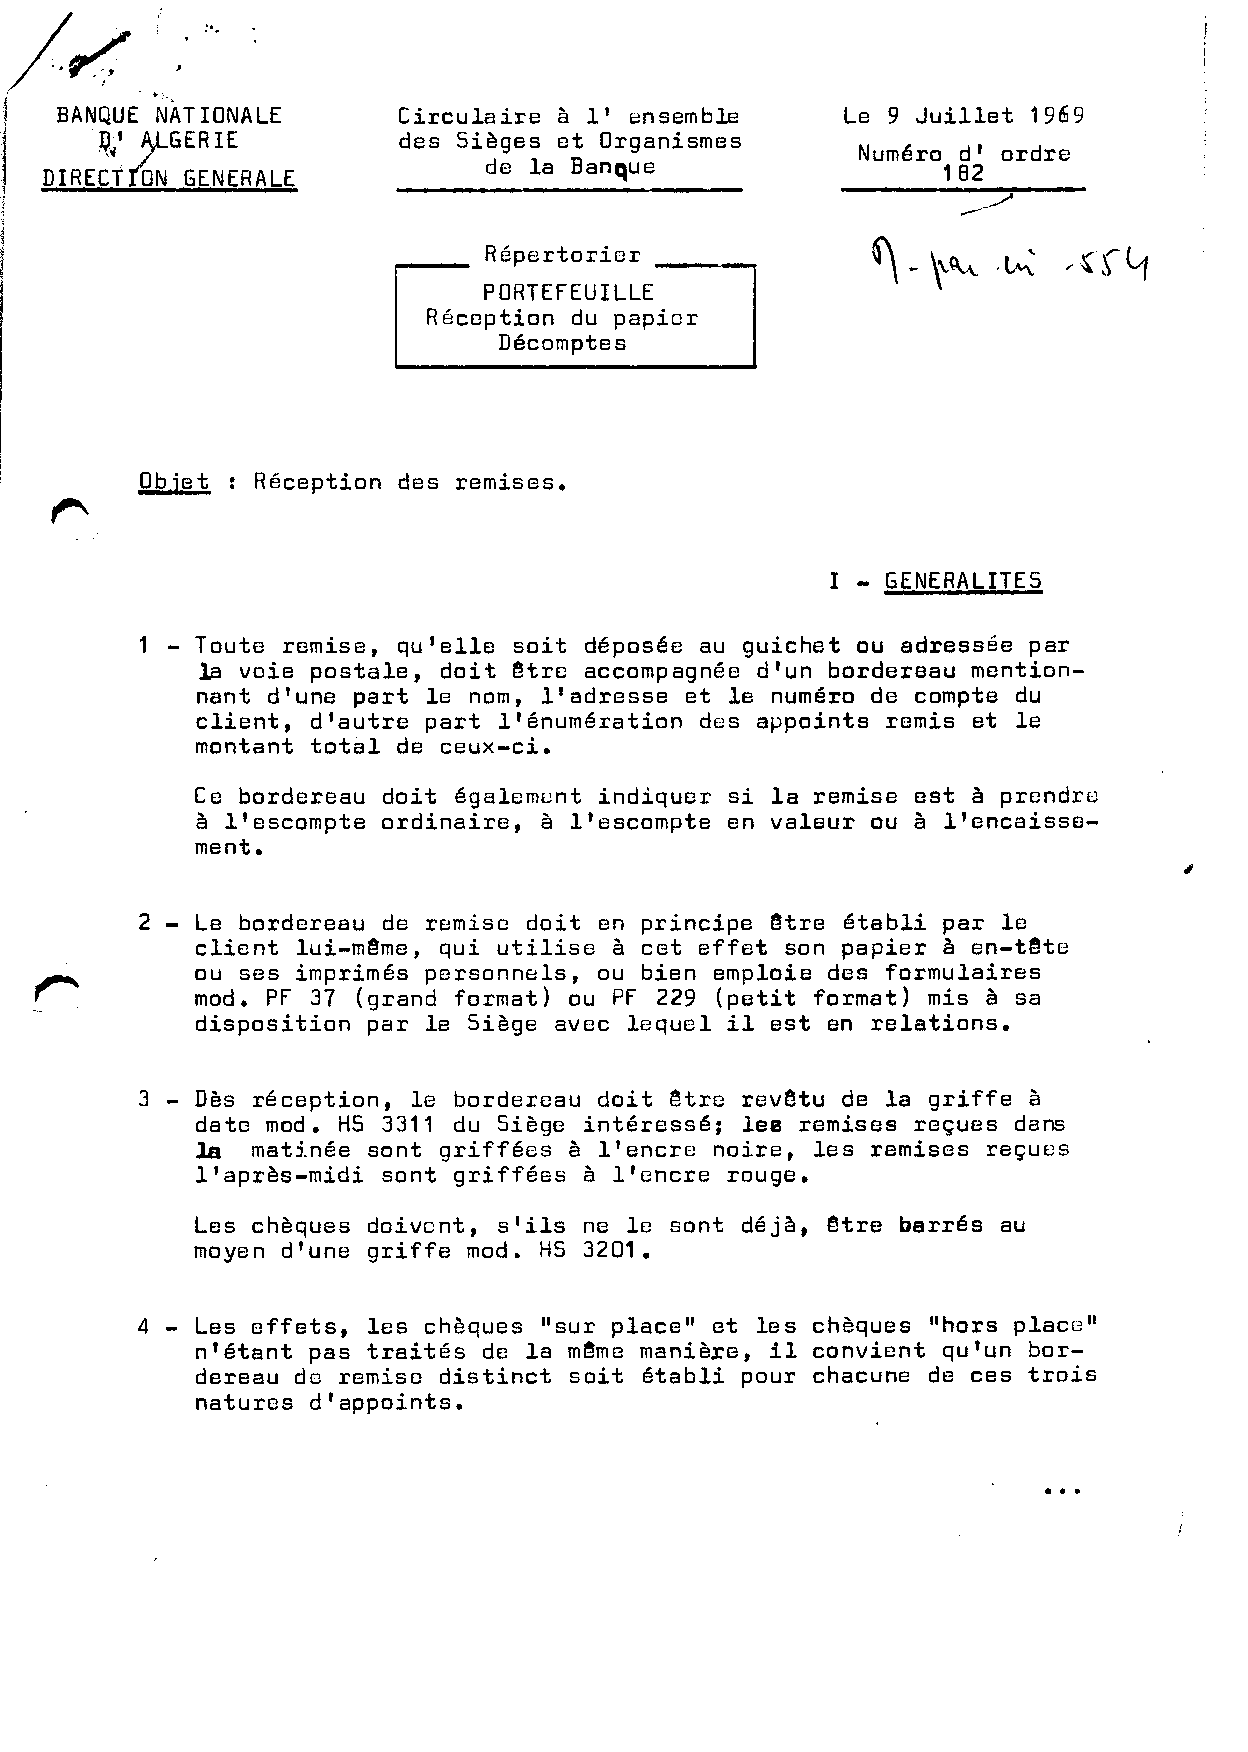 BANQUE NATIONALE
D' ALGERIE
DIRECTION GENERALE
Circulaire à l' ensemble
des Sièges et Organismes
de la Banque
Le 9 Juillet 1969
Numéro d' ordre
182
Répertorier
PORTEFEUILLE
Réception du papier
Décomptes
par 554
Objet : Réception des remises.
I - GENERALITES
1 - Toute remise, qu'elle soit déposée au guichet ou adressée par
la voie postale, doit être accompagnée d'un bordereau mention-
nant d'une part le nom, l'adresse et le numéro de compte du
client, d'autre part l'énumération des appoints remis et le
montant total de ceux-ci.
Ce bordereau doit également indiquer si la remise est à prendre
à l'escompte ordinaire, à l'escompte en valeur ou à l'encaisse-
ment.
2 - Le bordereau de remise doit en principe être établi par le
client lui-même, qui utilise à cet effet son papier à en-tête
ou ses imprimés personnels, ou bien emploie des formulaires
mod. PF 37 (grand format) ou PF 229 (petit format) mis à sa
disposition par le Siège avec lequel il est en relations.
3 - Dès réception, le bordereau doit être revêtu de la griffe à
date mod. HS 3311 du Siège intéressé; les remises reçues dans
la matinée sont griffées à l'encre noire, les remises reçues
l'après-midi sont griffées à l'encre rouge.
Les chèques doivent, s'ils ne le sont déjà, être barrés au
moyen d'une griffe mod. HS 3201.
4 - Les effets, les chèques "sur place" et les chèques "hors place"
n'étant pas traités de la même manière, il convient qu'un bor-
dereau de remise distinct soit établi pour chacune de ces trois
natures d'appoints.
...